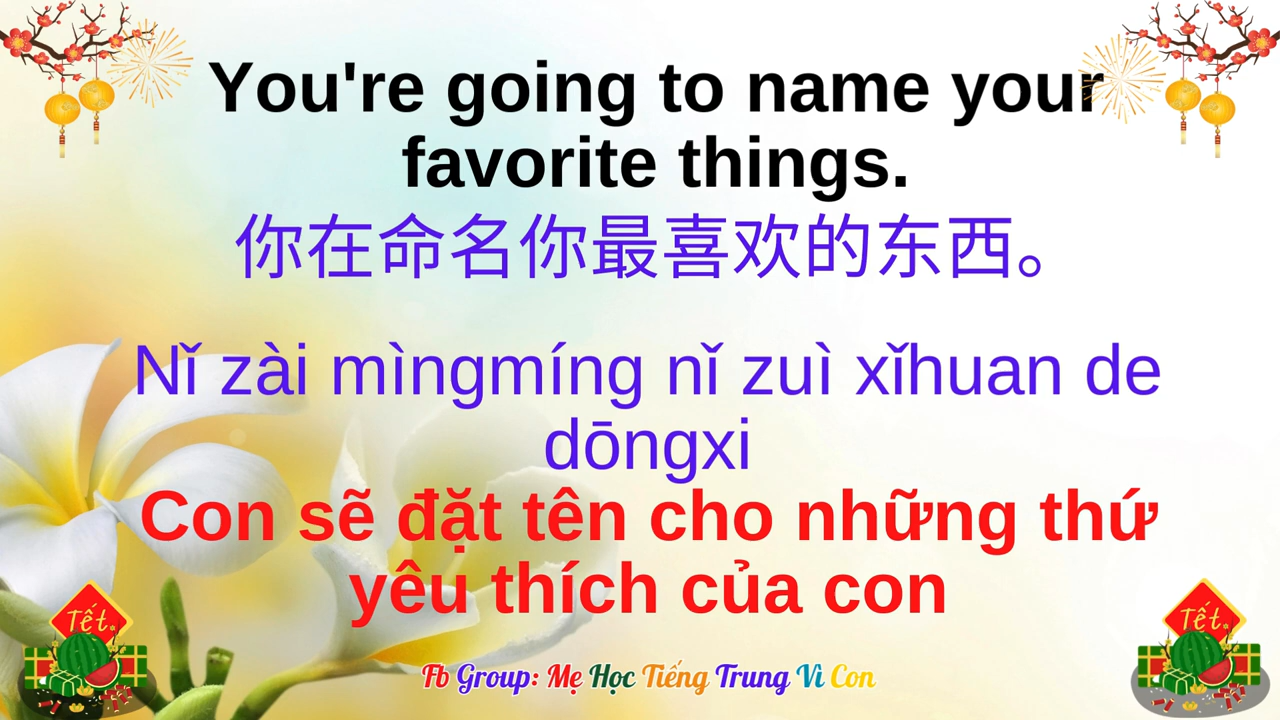 You're going to name your
favorite things.
你在命名你最喜欢的东西。
Nǐ zài mìngmíng nǐ zuì xǐhuan de
dōngxi
Con sẽ đặt tên cho những thứ
yêu thích của con
Tết
Tết
Fb Group: Mẹ Học Tiếng Trung Vì Con